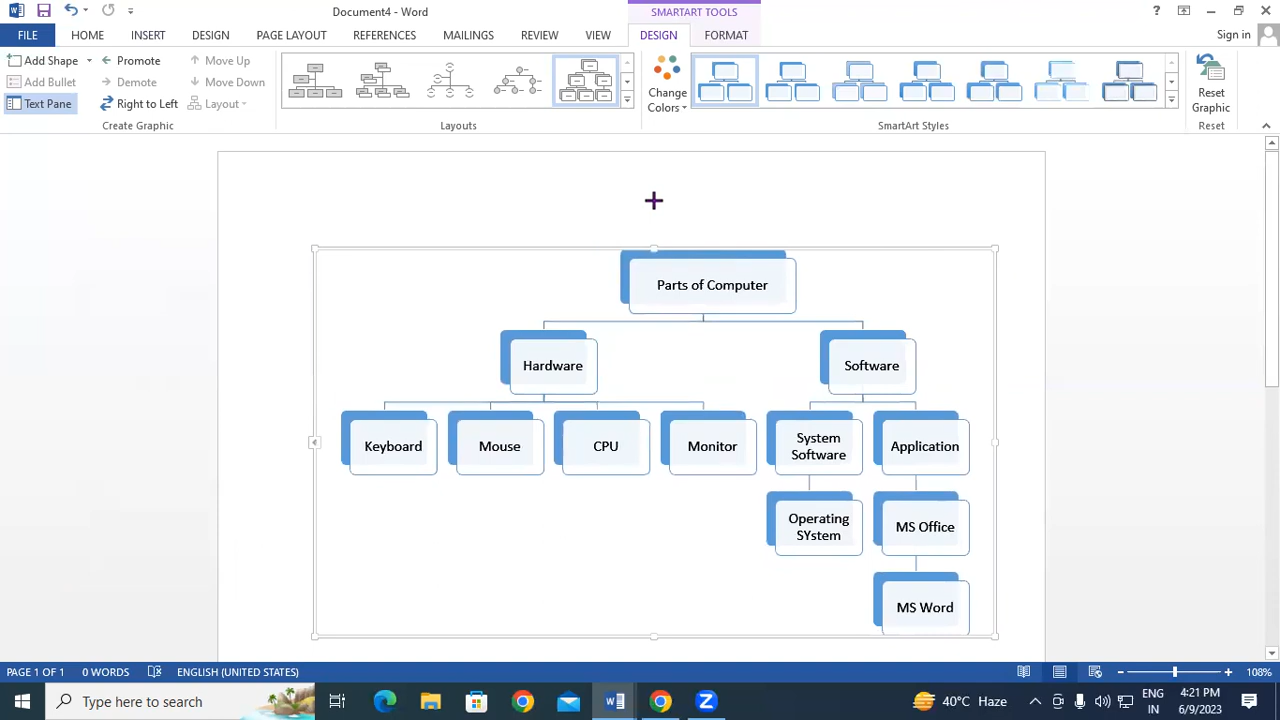 Document4 - Word
SMARTART TOOLS
?
FILE
HOME
INSERT
DESIGN
PAGE LAYOUT
REFERENCES
MAILINGS
REVIEW
VIEW
DESIGN
FORMAT
Sign in
Add Shape
Promote
Move Up
Add Bullet
Demote
Move Down
Text Pane
Right to Left
Layout
Create Graphic
Layouts
Change
Colors
SmartArt Styles
Reset
Graphic
Reset
Parts of Computer
Hardware
Software
Keyboard
Mouse
CPU
Monitor
System
Software
Application
Operating
SYstem
MS Office
MS Word
PAGE 1 OF 1
0 WORDS
ENGLISH (UNITED STATES)
108%
Type here to search
40°C Haze
ENG
IN
4:21 PM
6/9/2023